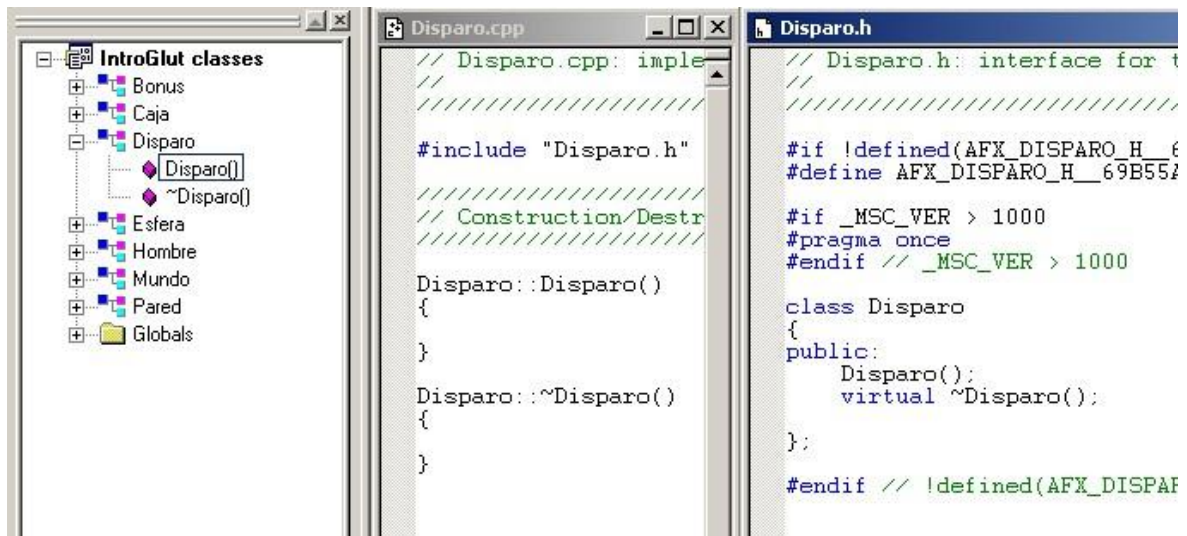 IntroGlut classes
Bonus
Caja
Disparo
Disparo()
~Disparo()
Esfera
Hombre
Mundo
Pared
Globals
Disparo.cpp
// Disparo.cpp: imple
//
//////////////////////
#include "Disparo.h"
//////////////////////
// Construction/Destr
//////////////////////
Disparo::Disparo()
{
}
Disparo::~Disparo()
{
}
Disparo.h
// Disparo.h: interface for t
//
//////////////////////////////
#if !defined(AFX_DISPARO_H__6
#define AFX_DISPARO_H__69B55A
#if _MSC_VER > 1000
#pragma once
#endif // _MSC_VER > 1000
class Disparo
{
public:
Disparo();
virtual ~Disparo();
};
#endif // !defined(AFX_DISPAR